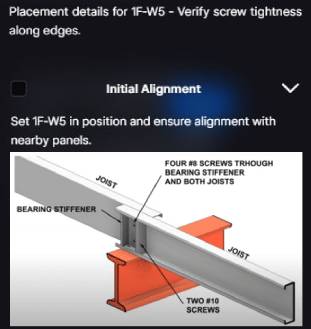 Placement details for 1F-W5 - Verify screw tightness
along edges.
Initial Alignment
Set 1F-W5 in position and ensure alignment with
nearby panels.
FOUR #8 SCREWS TRHOUGH
BEARING STIFFENER
AND BOTH JOISTS
JOIST
BEARING STIFFENER
JOIST
TWO #10
SCREWS